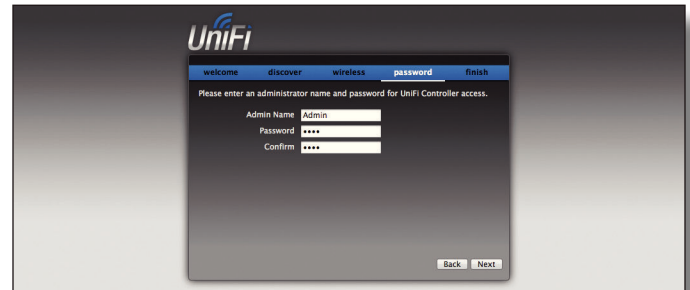 UniFi
welcome discover wireless password finish
Please enter an administrator name and password for UniFi Controller access.
Admin Name Admin
Password ••••
Confirm ••••
Back Next